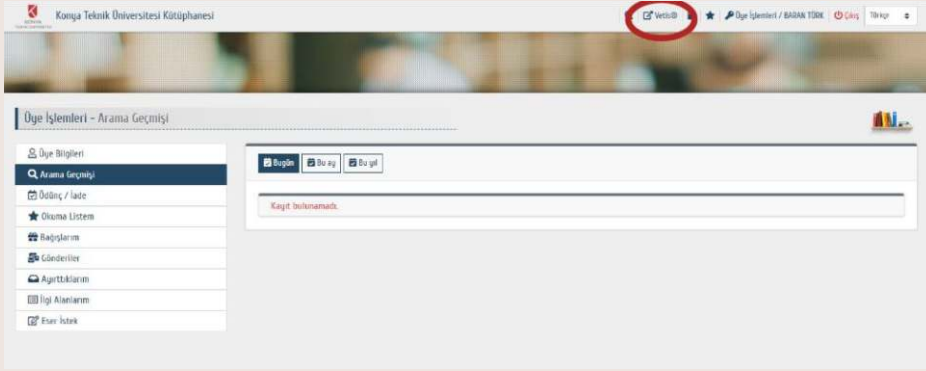 Konya Teknik Üniversitesi Kütüphanesi
Vetis® Üye İşlemleri / BARAN TÜRK Çıkış Türkçe
Üye İşlemleri - Arama Geçmişi
Üye Bilgileri
Arama Geçmişi
Ödünç / İade
Okuma Listem
Bağışlarım
Gönderiler
Ayırttıklarım
İlgi Alanlarım
Eser İstek
Bugün Bu ay Bu yıl
Kayıt bulunamadı.